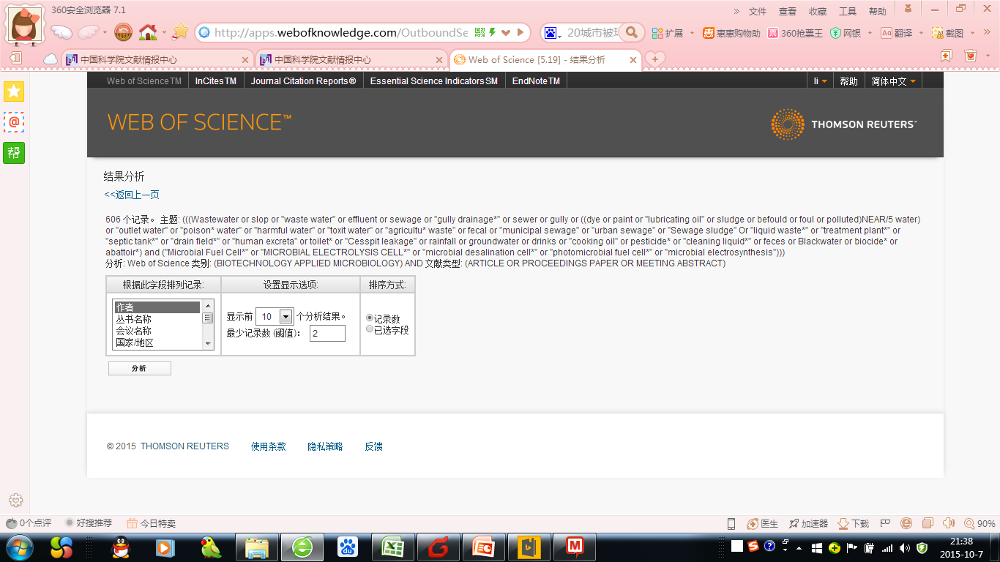 360安全浏览器 7.1
» 文件 查看 收藏 工具 帮助
http://apps.webofknowledge.com/OutboundSe
20城市被
扩展 惠惠购物助 360抢票王 网银 翻译 截图 »
中国科学院文献情报中心 中国科学院文献情报中心 Web of Science [5.19] - 结果分析
Web of ScienceTM InCitesTM Journal Citation Reports® Essential Science IndicatorsSM EndNoteTM li 帮助 简体中文
WEB OF SCIENCE™ THOMSON REUTERS™
帮
结果分析
<<返回上一页
606 个记录。 主题: (((Wastewater or slop or "waste water" or effluent or sewage or "gully drainage*" or sewer or gully or ((dye or paint or "lubricating oil" or sludge or befould or foul or polluted)NEAR/5 water)
or "outlet water" or "poison* water" or "harmful water" or "toxit water" or "agricultu* waste" or fecal or "municipal sewage" or "urban sewage" or "Sewage sludge" Or "liquid waste*" or "treatment plant*" or
"septic tank*" or "drain field*" or "human excreta" or toilet* or "Cesspit leakage" or rainfall or groundwater or drinks or "cooking oil" or pesticide* or "cleaning liquid*" or feces or Blackwater or biocide* or
abattoir*) and ("Microbial Fuel Cell*" or "MICROBIAL ELECTROLYSIS CELL*" or "microbial desalination cell*" or "photomicrobial fuel cell*" or "microbial electrosynthesis")))
分析: Web of Science 类别: (BIOTECHNOLOGY APPLIED MICROBIOLOGY) AND 文献类型: (ARTICLE OR PROCEEDINGS PAPER OR MEETING ABSTRACT)
根据此字段排列记录: 设置显示选项: 排序方式:
作者
丛书名称
会议名称
国家/地区
显示前 10 个分析结果。
最少记录数 (阈值)： 2
记录数
已选字段
分析
© 2015 THOMSON REUTERS 使用条款 隐私策略 反馈
0个点评 好搜推荐 今日特卖 医生 加速器 下载 90%
21:38
2015-10-7